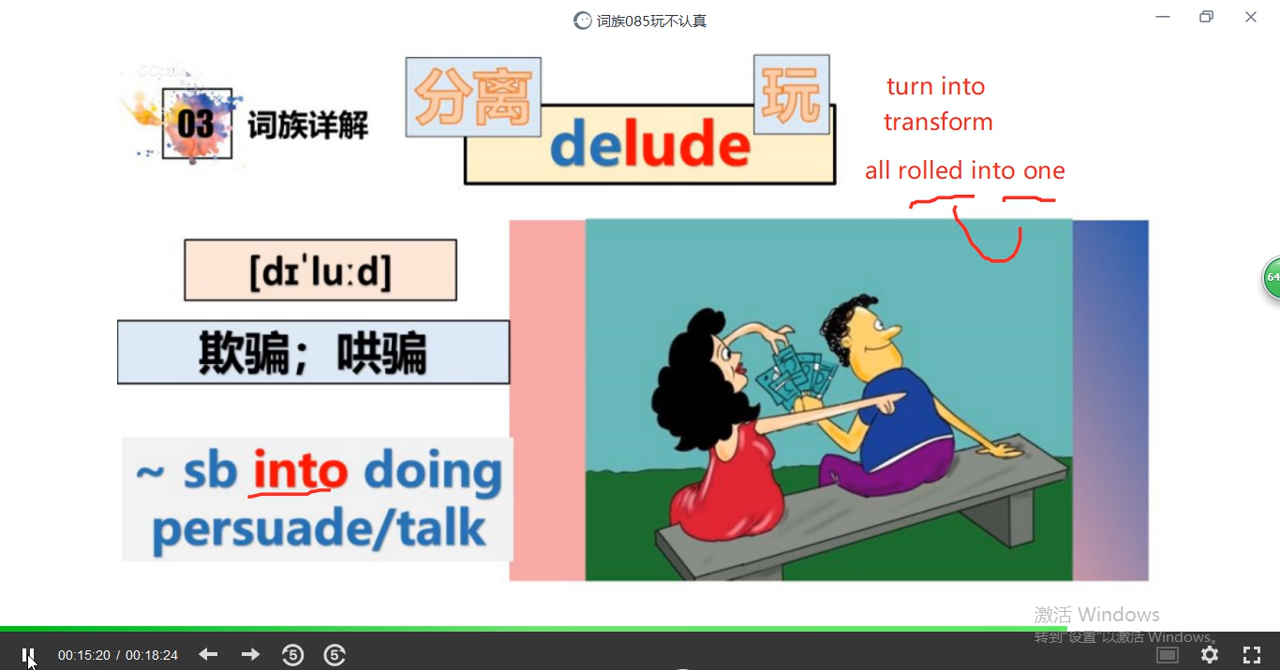 词族085玩不认真
03
词族详解
分离
玩
delude
turn into
transform
all rolled into one
[dɪˈluːd]
欺骗；哄骗
~ sb into doing
persuade/talk
64
激活 Windows
转到"设置"以激活 Windows。
00:15:20 / 00:18:24
5
5